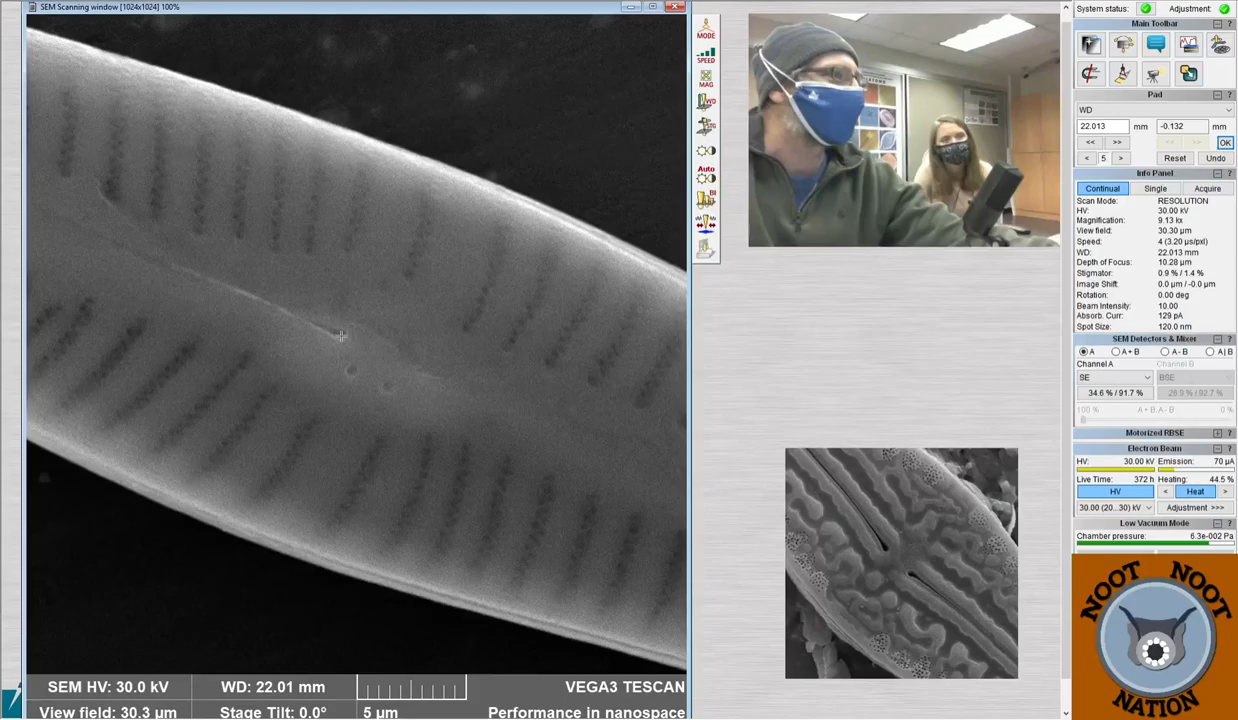 SEM Scanning window [1024x1024] 100%
MODE
SPEED
MAG
WD
Auto
System status: Adjustment:
Main Toolbar
Pad
WD
22.013 mm -0.132 mm
<< >> OK
< 5 > Reset Undo
Info Panel
Continual Single Acquire
Scan Mode: RESOLUTION
HV: 30.00 kV
Magnification: 9.13 kx
View field: 30.30 µm
Speed: 4 (3.20 µs/pxl)
WD: 22.013 mm
Depth of Focus: 10.28 µm
Stigmator: 0.9 % / 1.4 %
Image Shift: 0.0 µm / -0.0 µm
Rotation: 0.00 deg
Beam Intensity: 10.00
Absorb. Curr: 129 pA
Spot Size: 120.0 nm
SEM Detectors & Mixer
A A + B A - B A | B
Channel A Channel B
SE BSE
34.6 % / 91.7 % 26.9 % / 92.7 %
100 % A + B.A - B 0 %
Motorized RBSE
Electron Beam
HV: 30.00 kV Emission: 70 µA
Live Time: 372 h Heating: 44.5 %
HV < Heat >
30.00 (20...30) kV Adjustment >>>
Low Vacuum Mode
Chamber pressure: 6.3e-002 Pa
NOOT NOOT
NATION
SEM HV: 30.0 kV WD: 22.01 mm VEGA3 TESCAN
View field: 30.3 µm Stage Tilt: 0.0° 5 µm Performance in nanospace